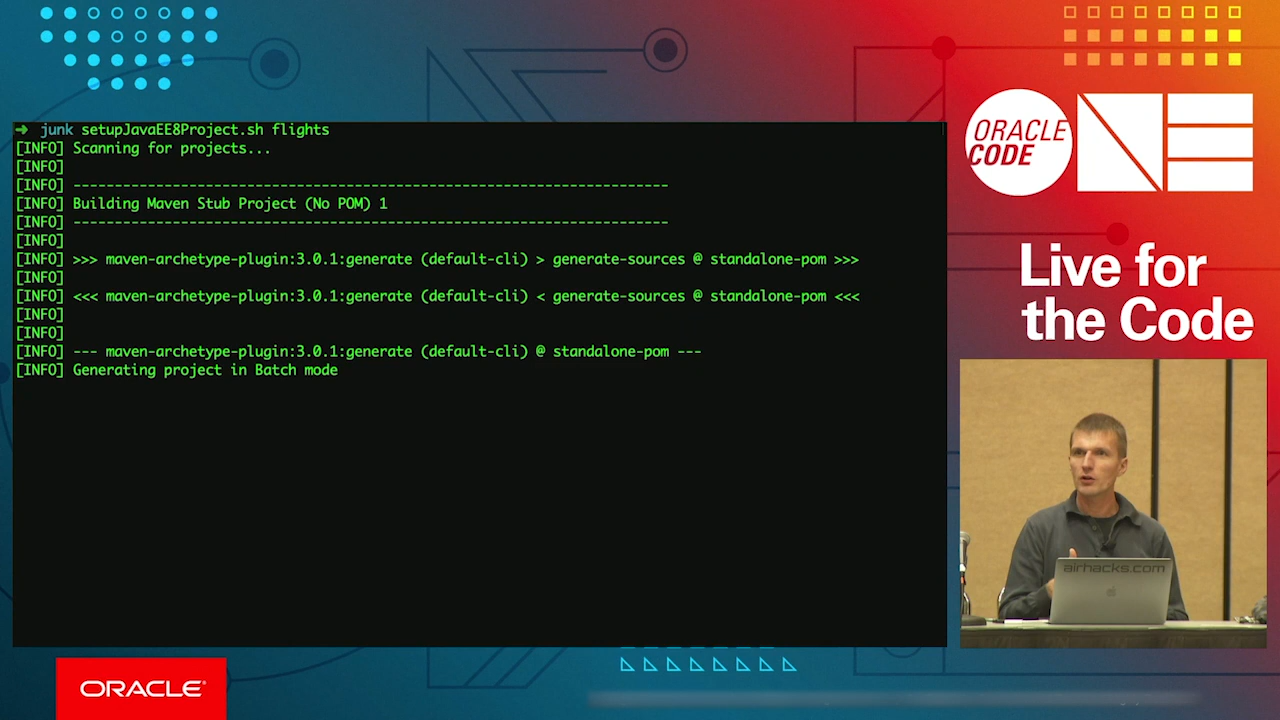 ➜ junk setupJavaEE8Project.sh flights
[INFO] Scanning for projects...
[INFO]
[INFO] ------------------------------------------------------------------------
[INFO] Building Maven Stub Project (No POM) 1
[INFO] ------------------------------------------------------------------------
[INFO]
[INFO] >>> maven-archetype-plugin:3.0.1:generate (default-cli) > generate-sources @ standalone-pom >>>
[INFO]
[INFO] <<< maven-archetype-plugin:3.0.1:generate (default-cli) < generate-sources @ standalone-pom <<<
[INFO]
[INFO]
[INFO] --- maven-archetype-plugin:3.0.1:generate (default-cli) @ standalone-pom ---
[INFO] Generating project in Batch mode
ORACLE
CODE
NE
Live for
the Code
airhacks.com
ORACLE